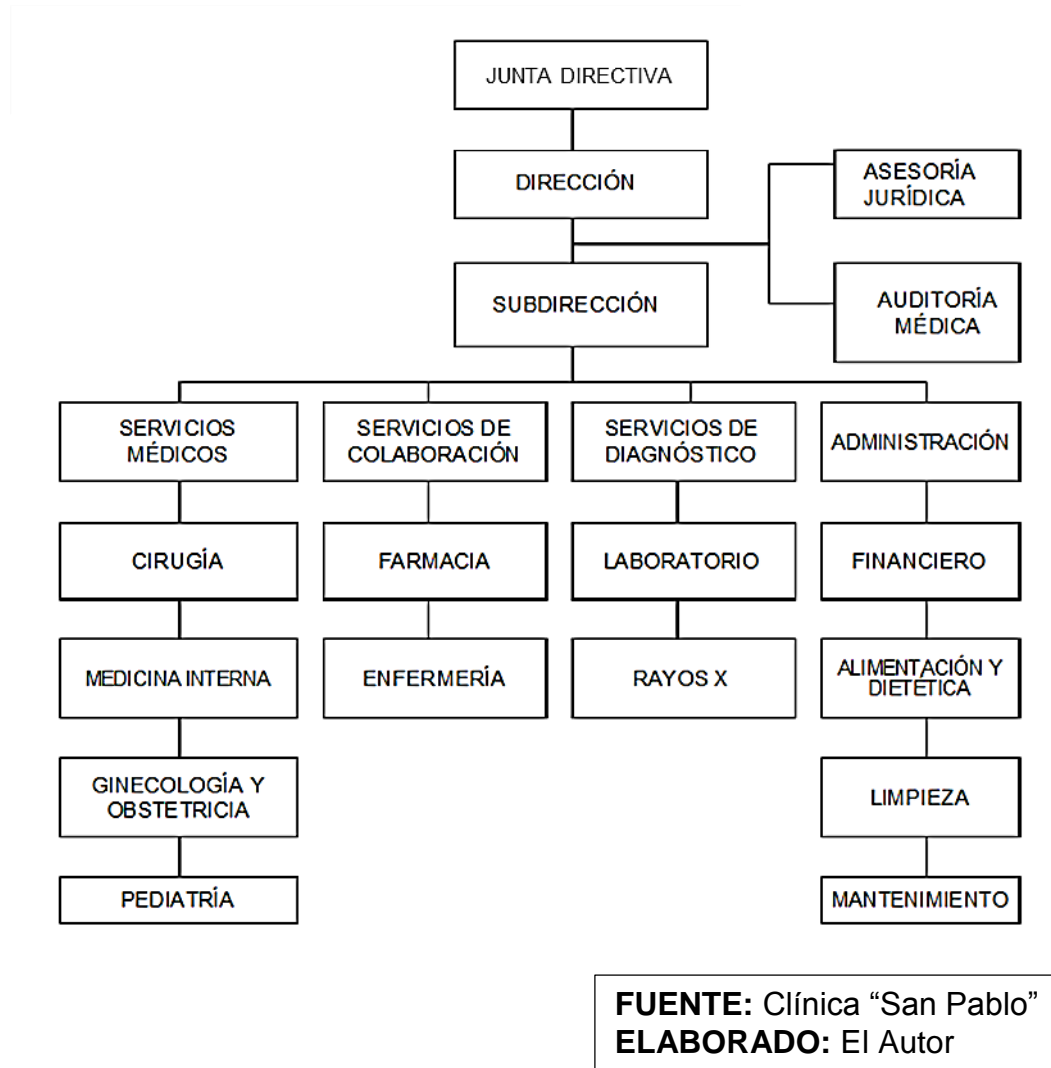 JUNTA DIRECTIVA
DIRECCIÓN
ASESORÍA
JURÍDICA
SUBDIRECCIÓN
AUDITORÍA
MÉDICA
SERVICIOS
MÉDICOS
SERVICIOS DE
COLABORACIÓN
SERVICIOS DE
DIAGNÓSTICO
ADMINISTRACIÓN
CIRUGÍA
FARMACIA
LABORATORIO
FINANCIERO
MEDICINA INTERNA
ENFERMERÍA
RAYOS X
ALIMENTACIÓN Y
DIETÉTICA
GINECOLOGÍA Y
OBSTETRICIA
LIMPIEZA
PEDIATRÍA
MANTENIMIENTO
FUENTE: Clínica “San Pablo”
ELABORADO: El Autor